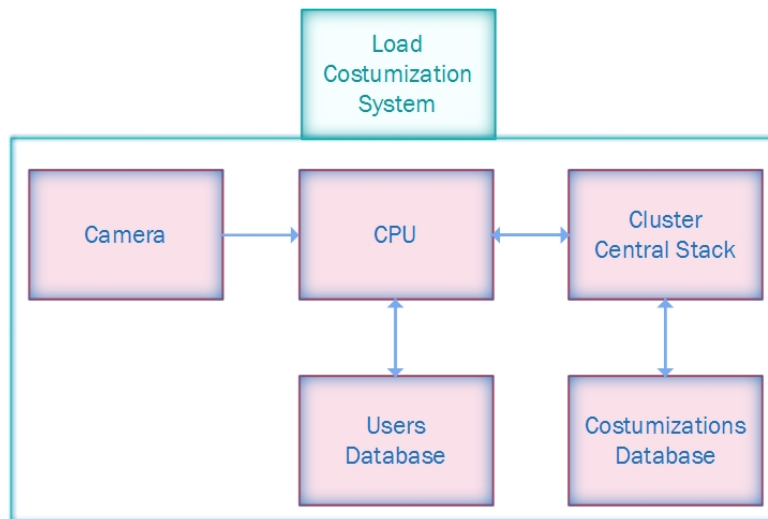 Load
Costumization
System
Camera
CPU
Cluster
Central Stack
Users
Database
Costumizations
Database